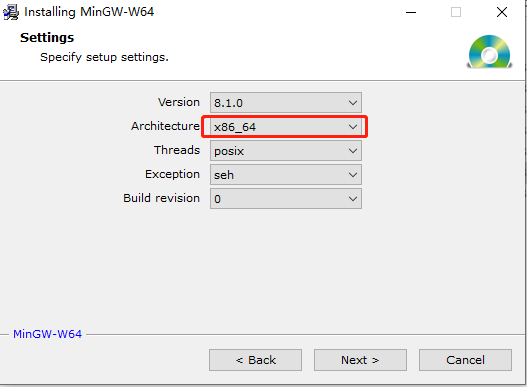 Installing MinGW-W64
Settings
Specify setup settings.
Version 8.1.0
Architecture x86_64
Threads posix
Exception seh
Build revision 0
MinGW-W64
< Back Next > Cancel